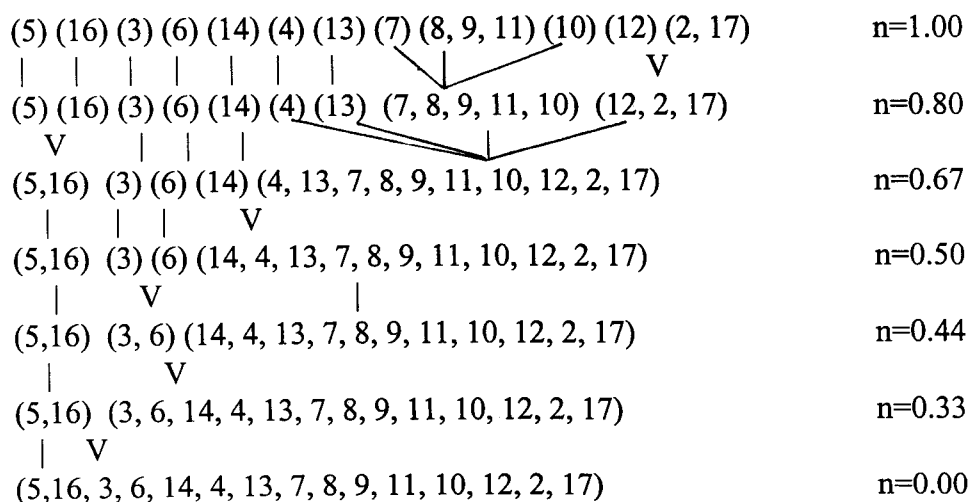 (5) (16) (3) (6) (14) (4) (13) (7) (8, 9, 11) (10) (12) (2, 17) n=1.00
V
(5) (16) (3) (6) (14) (4) (13) (7, 8, 9, 11, 10) (12, 2, 17) n=0.80
V
(5,16) (3) (6) (14) (4, 13, 7, 8, 9, 11, 10, 12, 2, 17) n=0.67
V
(5,16) (3) (6) (14, 4, 13, 7, 8, 9, 11, 10, 12, 2, 17) n=0.50
V
(5,16) (3, 6) (14, 4, 13, 7, 8, 9, 11, 10, 12, 2, 17) n=0.44
V
(5,16) (3, 6, 14, 4, 13, 7, 8, 9, 11, 10, 12, 2, 17) n=0.33
V
(5,16, 3, 6, 14, 4, 13, 7, 8, 9, 11, 10, 12, 2, 17) n=0.00